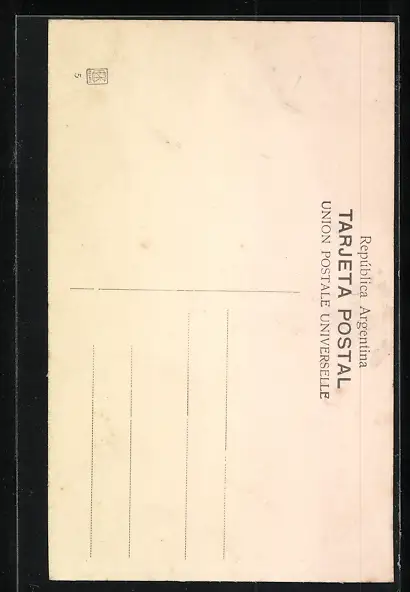 República Argentina
TARJETA POSTAL
UNION POSTALE UNIVERSELLE
5